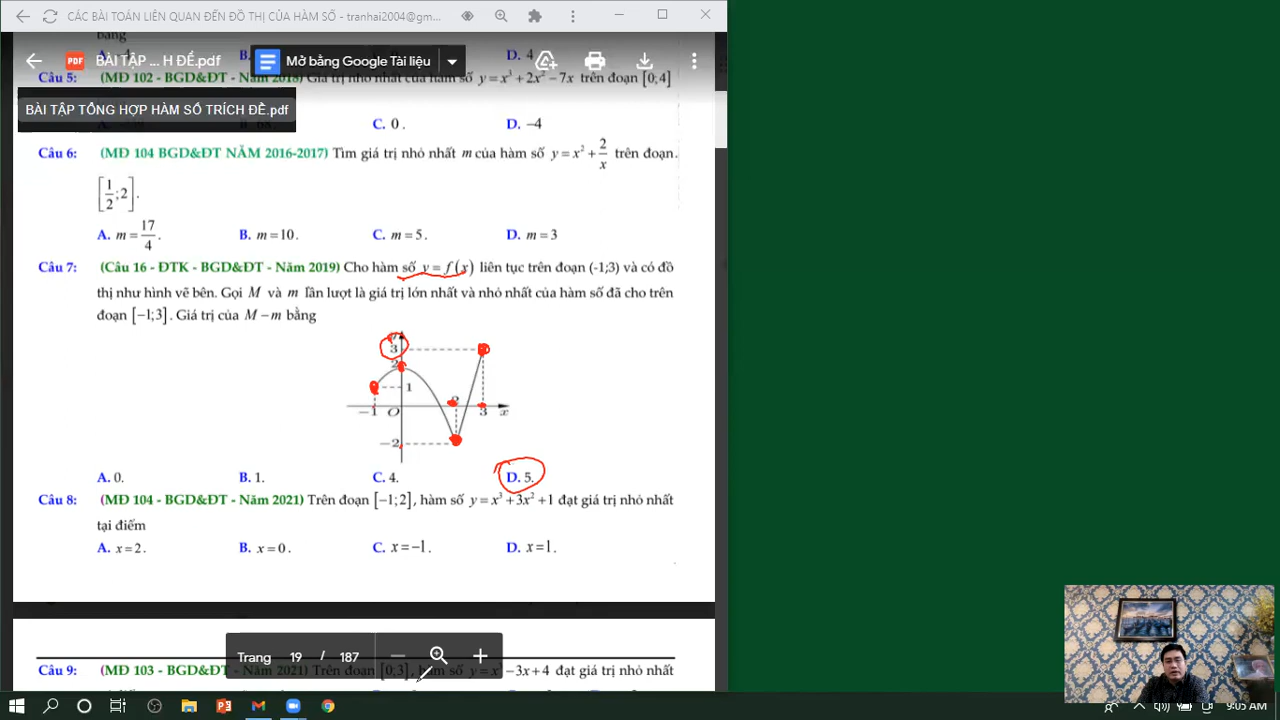 CÁC BÀI TOÁN LIÊN QUAN ĐẾN ĐỒ THỊ CỦA HÀM SỐ - tranhai2004@gm...
bằng
BÀI TẬP ... H ĐỀ.pdf
Mở bằng Google Tài liệu
A. -4 B. D. 4
Câu 5: (MĐ 102 - BGD&ĐT - Năm 2018) Giá trị nhỏ nhất của hàm số y = x³ + 2x² − 7x trên đoạn [0;4]
BÀI TẬP TỔNG HỢP HÀM SỐ TRÍCH ĐỀ.pdf
C. 0 . D. −4
Câu 6: (MĐ 104 BGD&ĐT NĂM 2016-2017) Tìm giá trị nhỏ nhất m của hàm số y = x² + 2/x trên đoạn.
[1/2;2].
A. m = 17/4 . B. m = 10 . C. m = 5 . D. m = 3
Câu 7: (Câu 16 - ĐTK - BGD&ĐT - Năm 2019) Cho hàm số y = f(x) liên tục trên đoạn (-1;3) và có đồ
thị như hình vẽ bên. Gọi M và m lần lượt là giá trị lớn nhất và nhỏ nhất của hàm số đã cho trên
đoạn [−1;3]. Giá trị của M − m bằng
3
2
1
2
−1 O 3 x
−2
A. 0. B. 1. C. 4. D. 5.
Câu 8: (MĐ 104 - BGD&ĐT - Năm 2021) Trên đoạn [−1;2], hàm số y = x³ + 3x² + 1 đạt giá trị nhỏ nhất
tại điểm
A. x = 2 . B. x = 0 . C. x = −1 . D. x = 1 .
Trang 19 / 187
Câu 9: (MĐ 103 - BGD&ĐT - Năm 2021) Trên đoạn [0;3], hàm số y = x³ − 3x + 4 đạt giá trị nhỏ nhất
9:05 AM